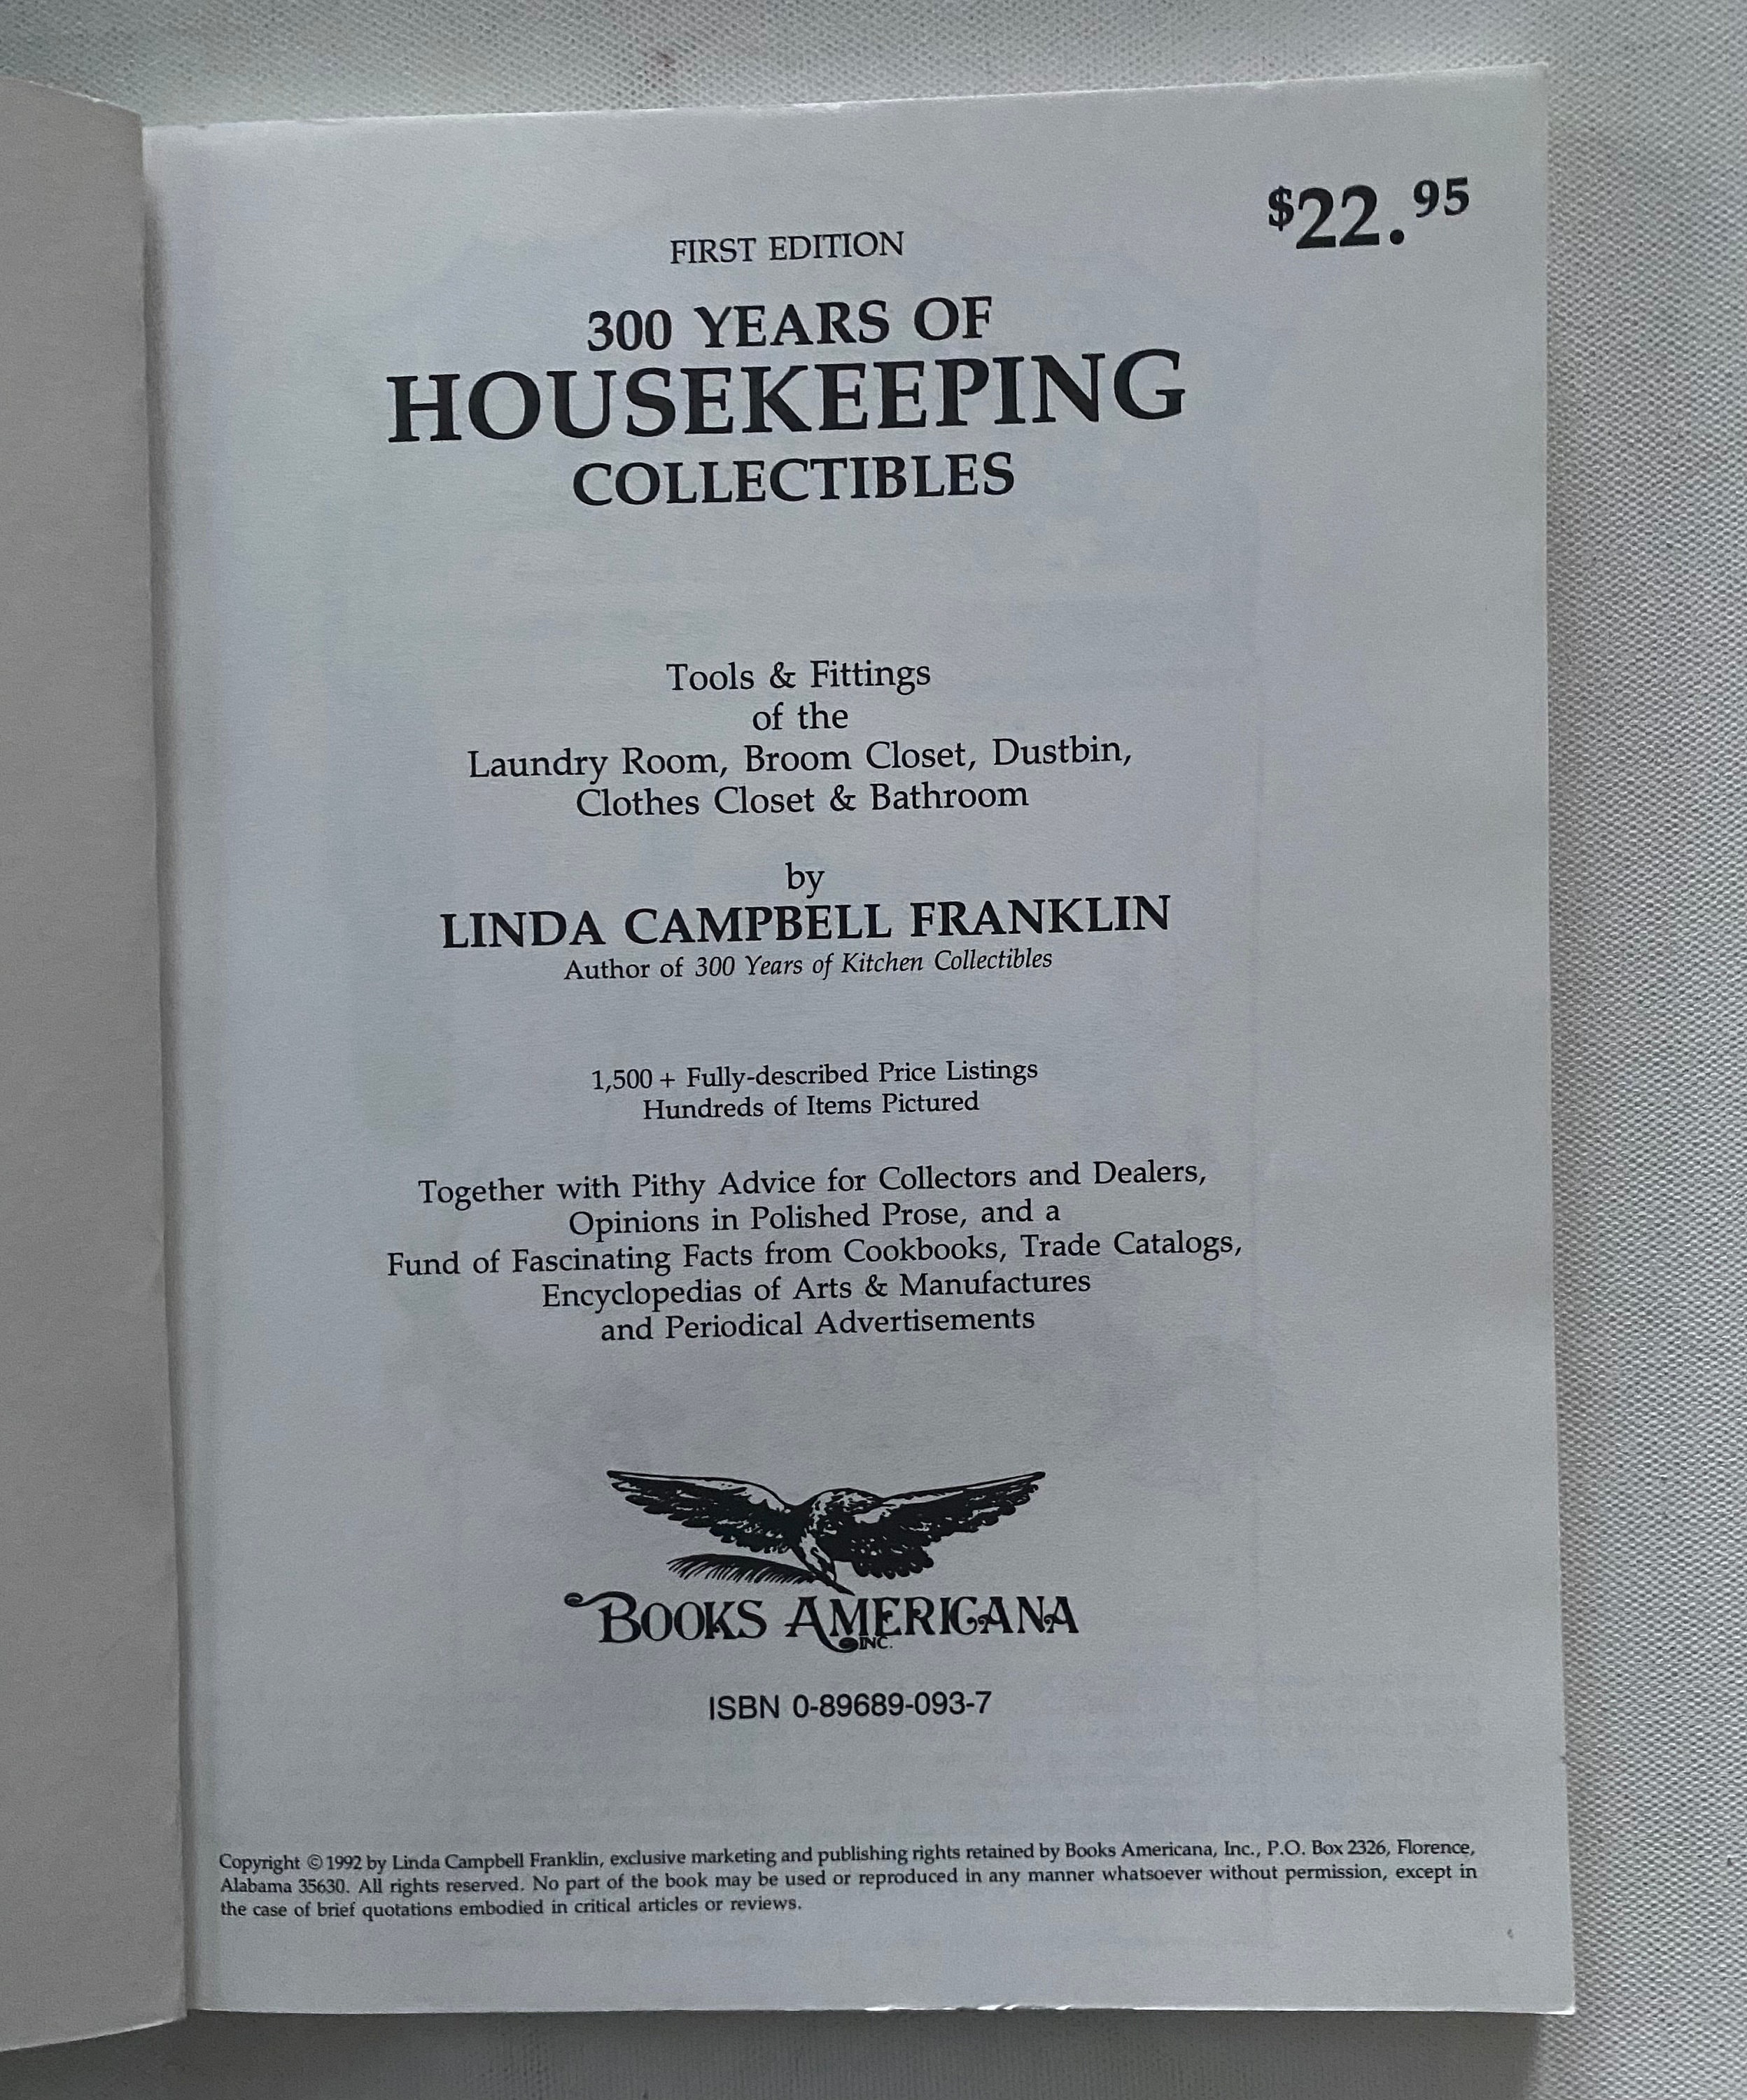 $22.95
FIRST EDITION
300 YEARS OF
HOUSEKEEPING
COLLECTIBLES
Tools & Fittings
of the
Laundry Room, Broom Closet, Dustbin,
Clothes Closet & Bathroom
by
LINDA CAMPBELL FRANKLIN
Author of 300 Years of Kitchen Collectibles
1,500 + Fully-described Price Listings
Hundreds of Items Pictured
Together with Pithy Advice for Collectors and Dealers,
Opinions in Polished Prose, and a
Fund of Fascinating Facts from Cookbooks, Trade Catalogs,
Encyclopedias of Arts & Manufactures
and Periodical Advertisements
BOOKS AMERICANA
INC.
ISBN 0-89689-093-7
Copyright © 1992 by Linda Campbell Franklin, exclusive marketing and publishing rights retained by Books Americana, Inc., P.O. Box 2326, Florence,
Alabama 35630. All rights reserved. No part of the book may be used or reproduced in any manner whatsoever without permission, except in
the case of brief quotations embodied in critical articles or reviews.